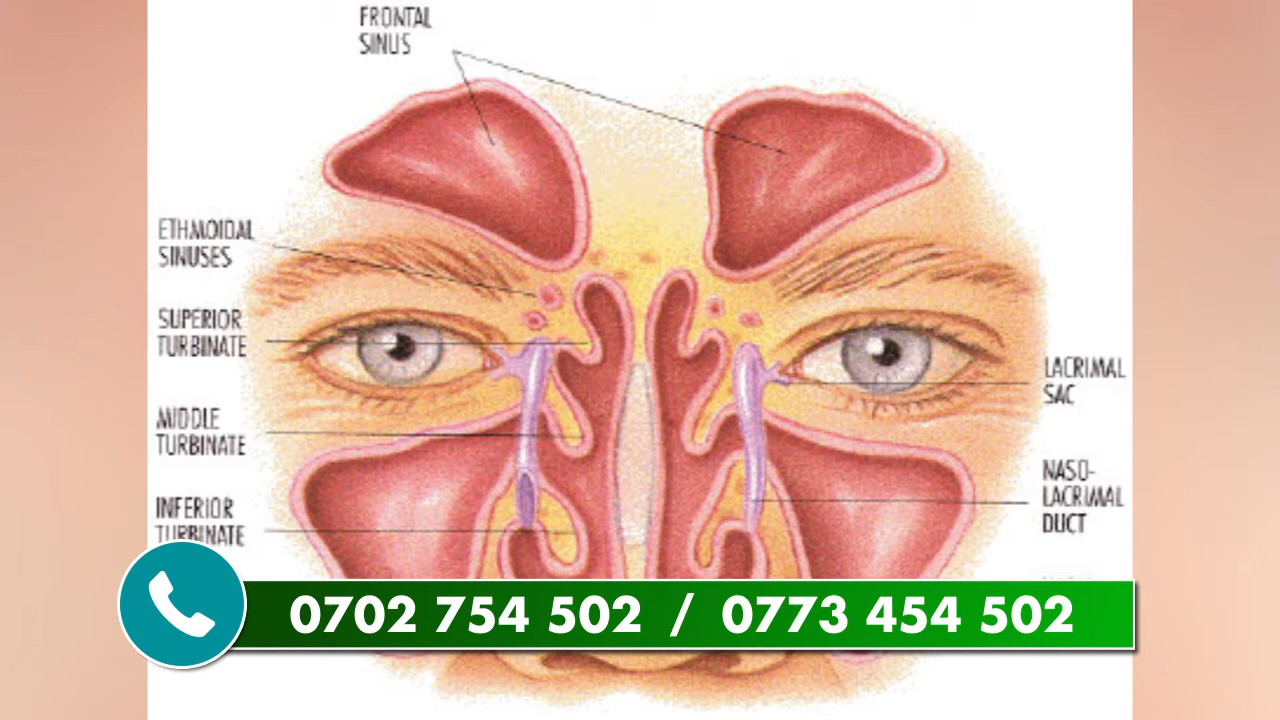 FRONTAL
SINUS
ETHMOIDAL
SINUSES
SUPERIOR
TURBINATE
MIDDLE
TURBINATE
INFERIOR
TURBINATE
LACRIMAL
SAC
NASO-
LACRIMAL
DUCT
0702 754 502 / 0773 454 502